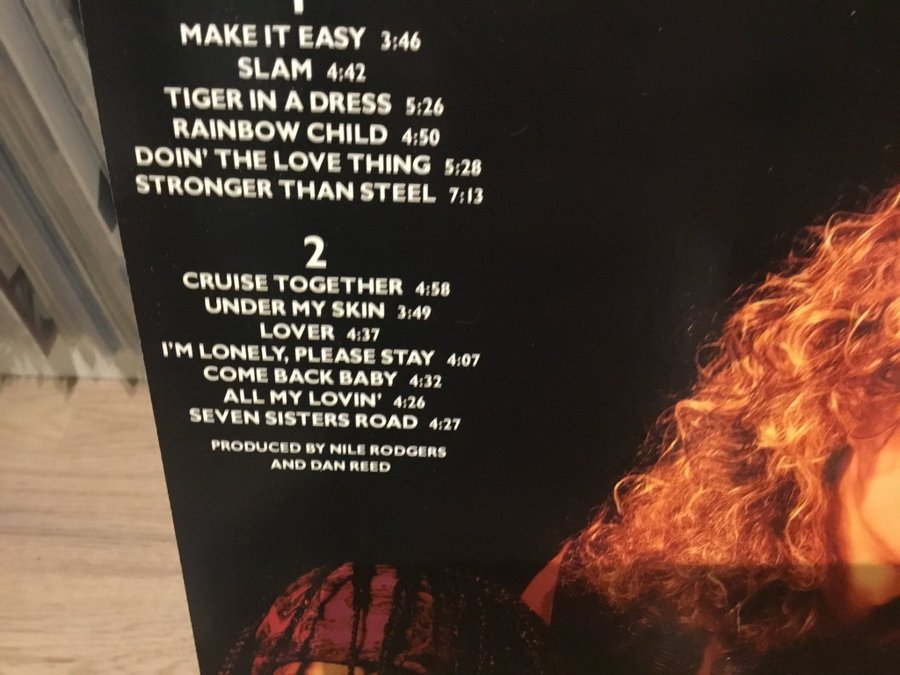 1
MAKE IT EASY 3:46
SLAM 4:42
TIGER IN A DRESS 5:26
RAINBOW CHILD 4:50
DOIN' THE LOVE THING 5:28
STRONGER THAN STEEL 7:13
2
CRUISE TOGETHER 4:58
UNDER MY SKIN 3:49
LOVER 4:37
I'M LONELY, PLEASE STAY 4:07
COME BACK BABY 4:32
ALL MY LOVIN' 4:26
SEVEN SISTERS ROAD 4:27
PRODUCED BY NILE RODGERS
AND DAN REED